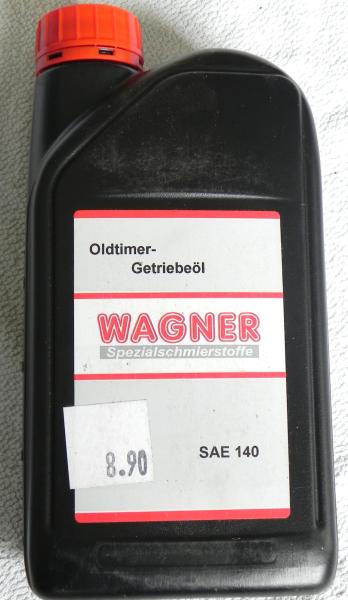 Oldtimer-
Getriebeöl
WAGNER
Spezialschmierstoffe
SAE 140
8.90